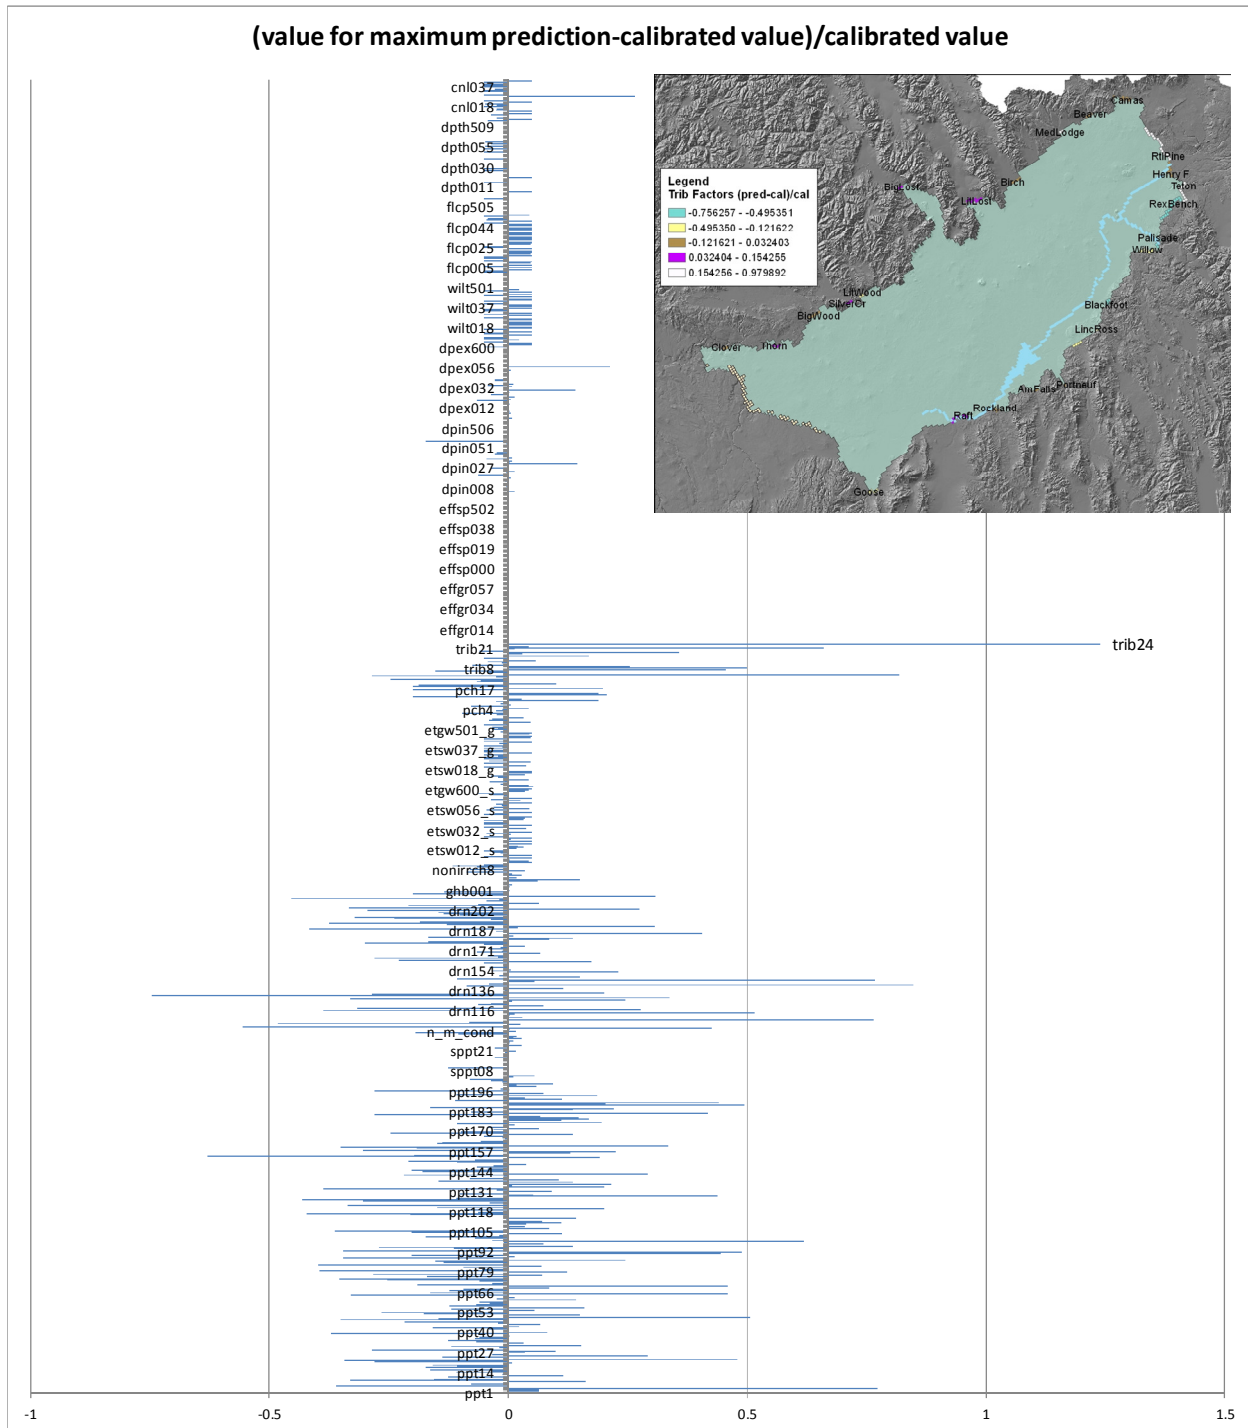 (value for maximum prediction-calibrated value)/calibrated value
cnl037
cnl018
dpth509
dpth055
dpth030
dpth011
flcp505
flcp044
flcp025
flcp005
wilt501
wilt037
wilt018
dpex600
dpex056
dpex032
dpex012
dpin506
dpin051
dpin027
dpin008
effsp502
effsp038
effsp019
effsp000
effgr057
effgr034
effgr014
trib21
trib24
trib8
pch17
pch4
etgw501_g
etsw037_g
etsw018_g
etgw600_s
etsw056_s
etsw032_s
etsw012_s
nonirrch8
ghb001
drn202
drn187
drn171
drn154
drn136
drn116
n_m_cond
sppt21
sppt08
ppt196
ppt183
ppt170
ppt157
ppt144
ppt131
ppt118
ppt105
ppt92
ppt79
ppt66
ppt53
ppt40
ppt27
ppt14
ppt1
-1
-0.5
0
0.5
1
1.5
Legend
Trib Factors (pred-cal)/cal
-0.756257 - -0.495351
-0.495350 - -0.121622
-0.121621 - 0.032403
0.032404 - 0.154255
0.154256 - 0.979892
Camas
Beaver
MedLodge
RtlPine
Henry F
Teton
RexBench
Birch
BigLost
LitLost
Palisade
Willow
LitWood
SilverCr
BigWood
Blackfoot
LincRoss
Clover
Thorn
AmFalls
Portneuf
Rockland
Raft
Goose